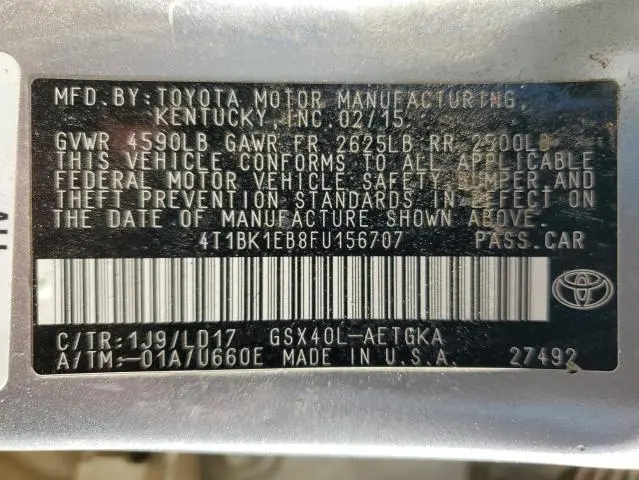 MFD.BY:TOYOTA MOTOR MANUFACTURING,
KENTUCKY, INC. 02/15
GVWR 4590LB GAWR FR 2625LB RR 2500LB
THIS VEHICLE CONFORMS TO ALL APPLICABLE
FEDERAL MOTOR VEHICLE SAFETY, BUMPER AND
THEFT PREVENTION STANDARDS IN EFFECT ON
THE DATE OF MANUFACTURE SHOWN ABOVE.
4T1BK1EB8FU156707 PASS.CAR
C/TR:1J9/LD17 GSX40L-AETGKA
A/TM:-01A/U660E MADE IN U.S.A. 27492